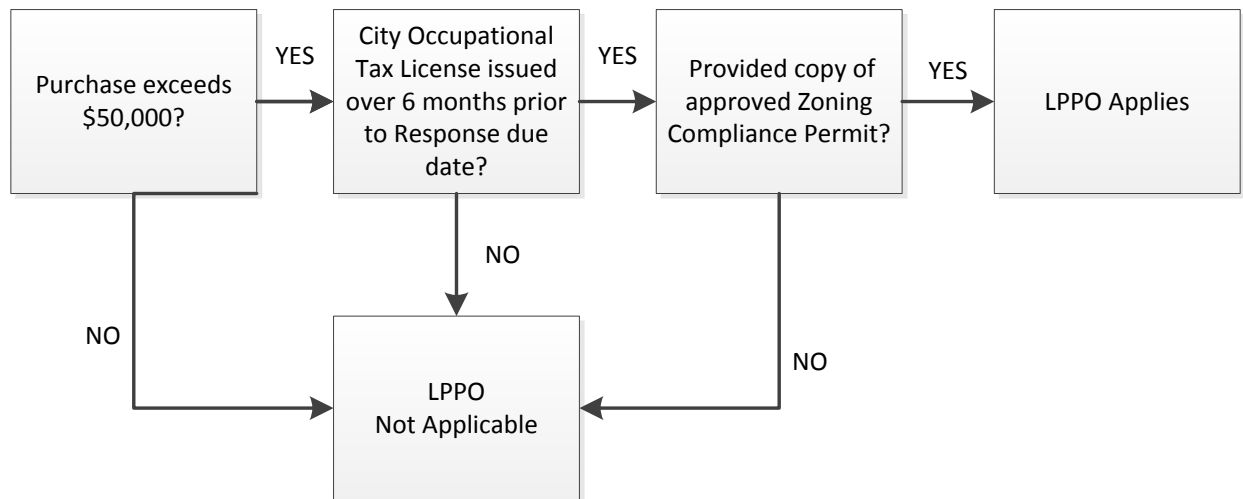 Purchase exceeds
$50,000?
YES
City Occupational
Tax License issued
over 6 months prior
to Response due
date?
YES
Provided copy of
approved Zoning
Compliance Permit?
YES
LPPO Applies
NO
NO
NO
LPPO
Not Applicable